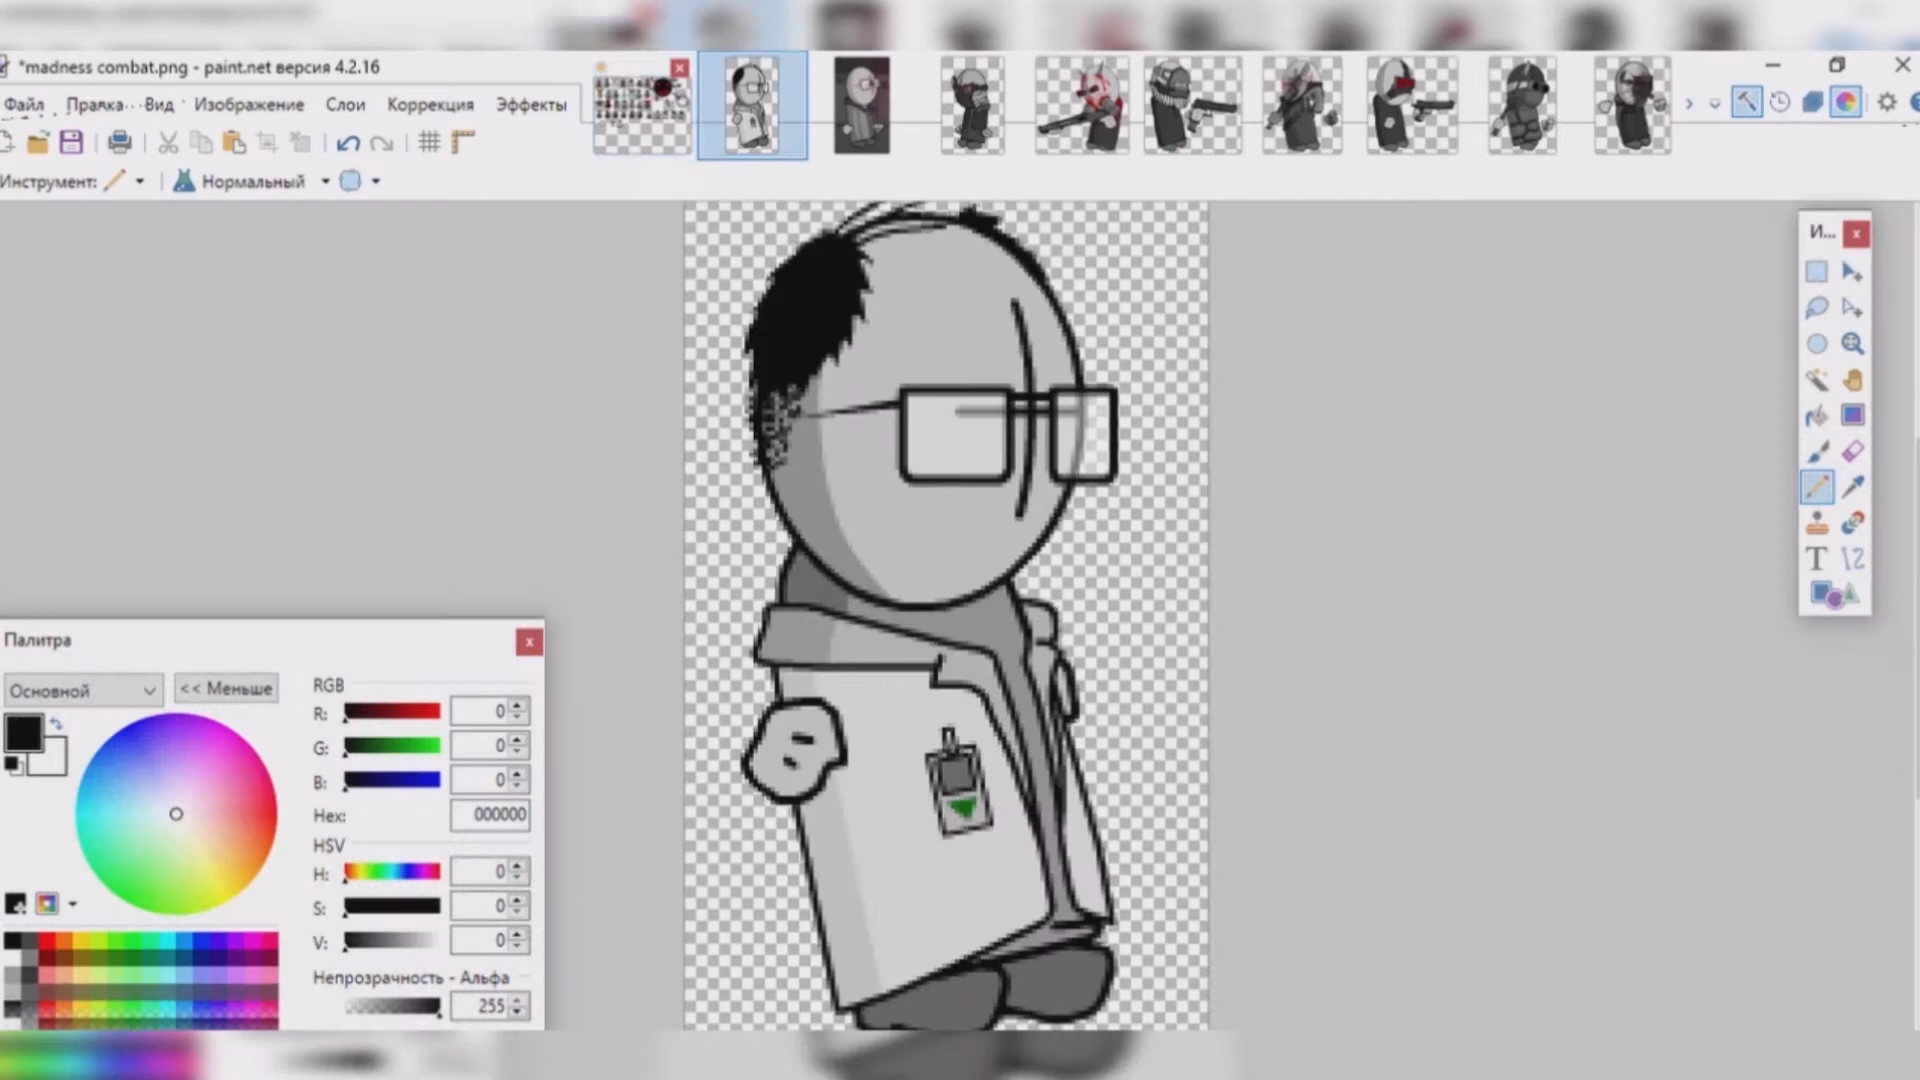 *madness combat.png - paint.net версия 4.2.16
Файл Правка Вид Изображение Слои Коррекция Эффекты
Инструмент: Нормальный
И...
Палитра
Основной << Меньше
RGB
R: 0
G: 0
B: 0
Hex: 000000
HSV
H: 0
S: 0
V: 0
Непрозрачность - Альфа
255